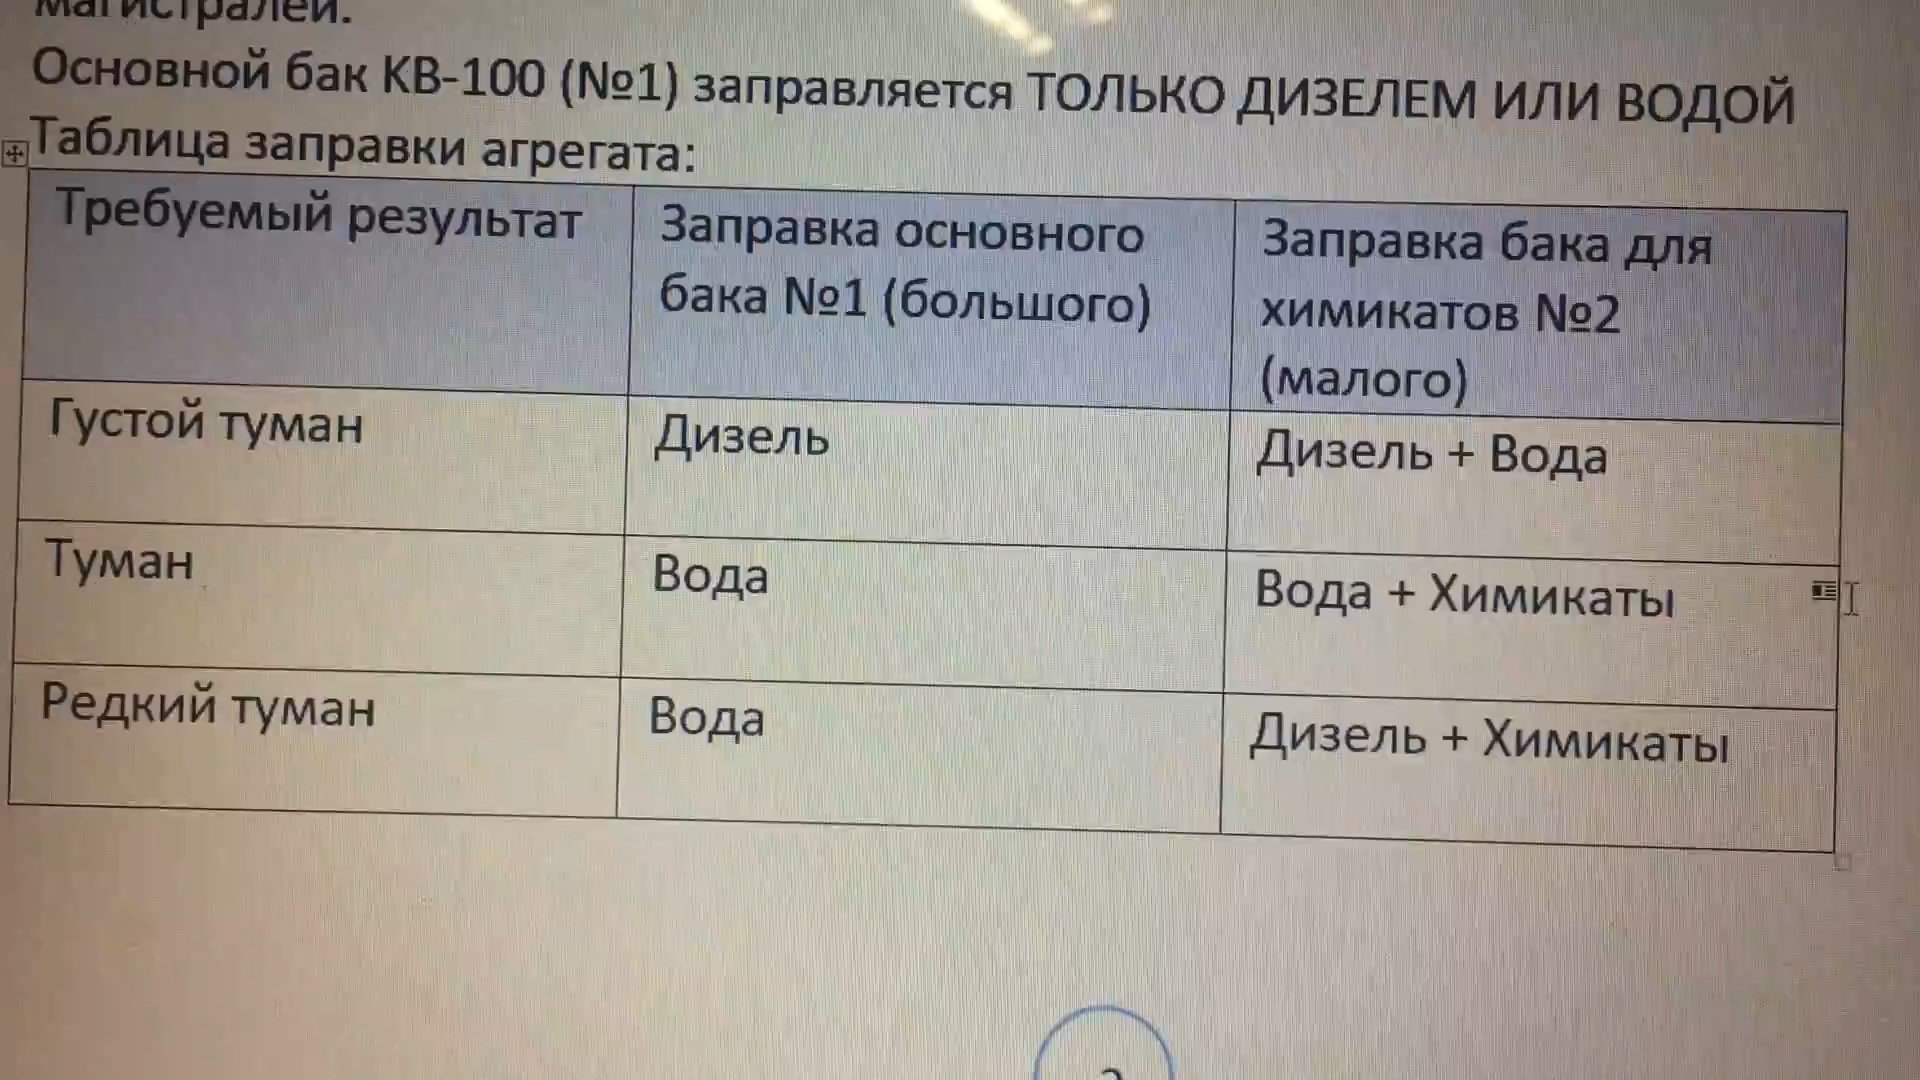 магистралей.
Основной бак КВ-100 (№1) заправляется ТОЛЬКО ДИЗЕЛЕМ ИЛИ ВОДОЙ
Таблица заправки агрегата:
Требуемый результат
Заправка основного
бака №1 (большого)
Заправка бака для
химикатов №2
(малого)
Густой туман
Дизель
Дизель + Вода
Туман
Вода
Вода + Химикаты
Редкий туман
Вода
Дизель + Химикаты